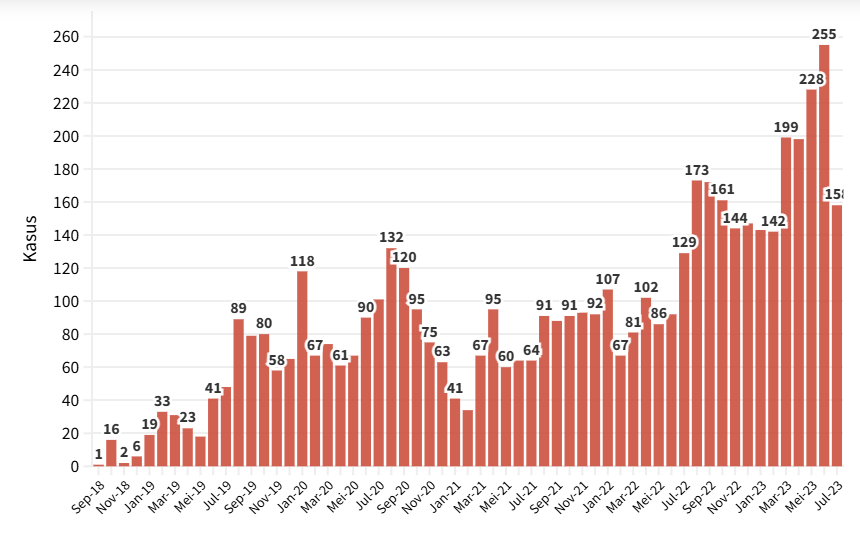 255
260
240
228
220
199
200
173
180
161
158
160
144
142
132
129
140
118
120
120
107
102
95
95
100
89
90
91
91
92
86
80
81
75
80
67
67
67
63
64
61
60
58
60
41
41
40
33
23
19
16
20
6
2
1
0
Kasus
Sep-18
Nov-18
Jan-19
Mar-19
Mei-19
Jul-19
Sep-19
Nov-19
Jan-20
Mar-20
Mei-20
Jul-20
Sep-20
Nov-20
Jan-21
Mar-21
Mei-21
Jul-21
Sep-21
Nov-21
Jan-22
Mar-22
Mei-22
Jul-22
Sep-22
Nov-22
Jan-23
Mar-23
Mei-23
Jul-23